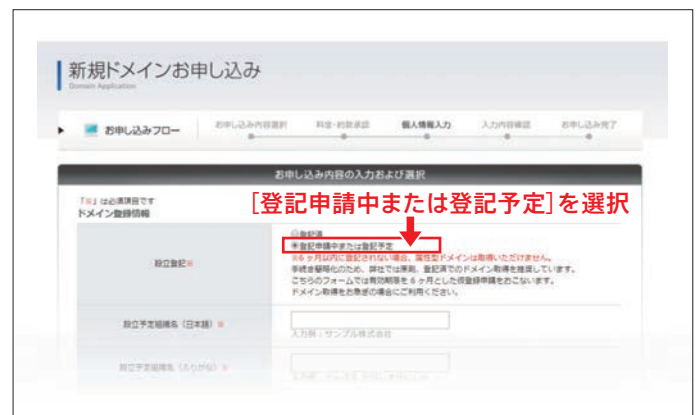 新規ドメインお申し込み
Domain Application
お申し込みフロー
お申し込み内容選択
料金・約款承認
個人情報入力
入力内容確認
お申し込み完了
お申し込み内容の入力および選択
「※」は必須項目です
ドメイン登録情報
[登記申請中または登記予定]を選択
設立登記※
登記済
登記申請中または登記予定
※6ヶ月以内に登記されない場合、属性型ドメインは取得いただけません。
手続き簡略化のため、弊社では原則、登記済でのドメイン取得を推奨しています。
こちらのフォームでは有効期限を6ヶ月とした仮登録申請をおこないます。
ドメイン取得をお急ぎの場合にご利用ください。
設立予定組織名（日本語）※
入力例：サンプル株式会社
設立予定組織名（ふりがな）※